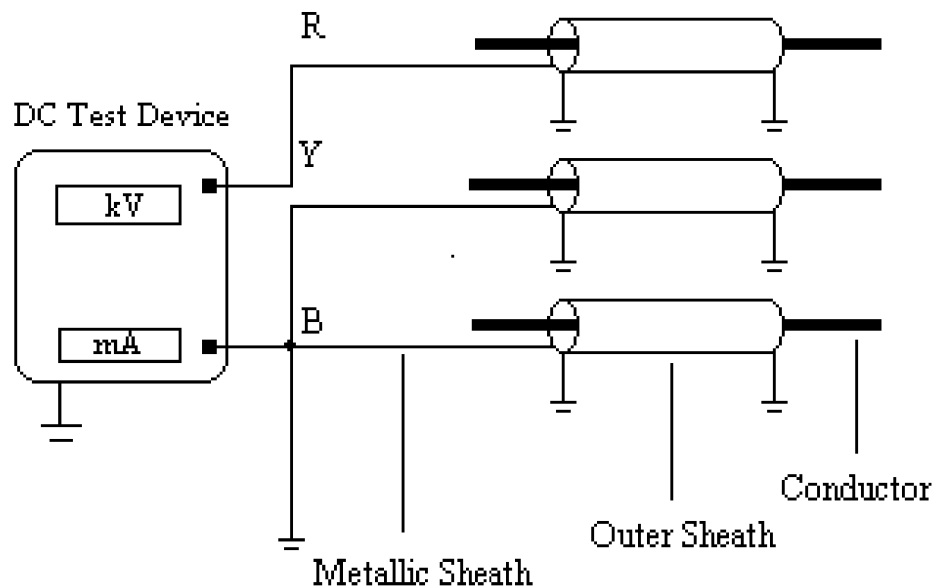 R
DC Test Device
Y
kV
B
mA
Conductor
Outer Sheath
Metallic Sheath